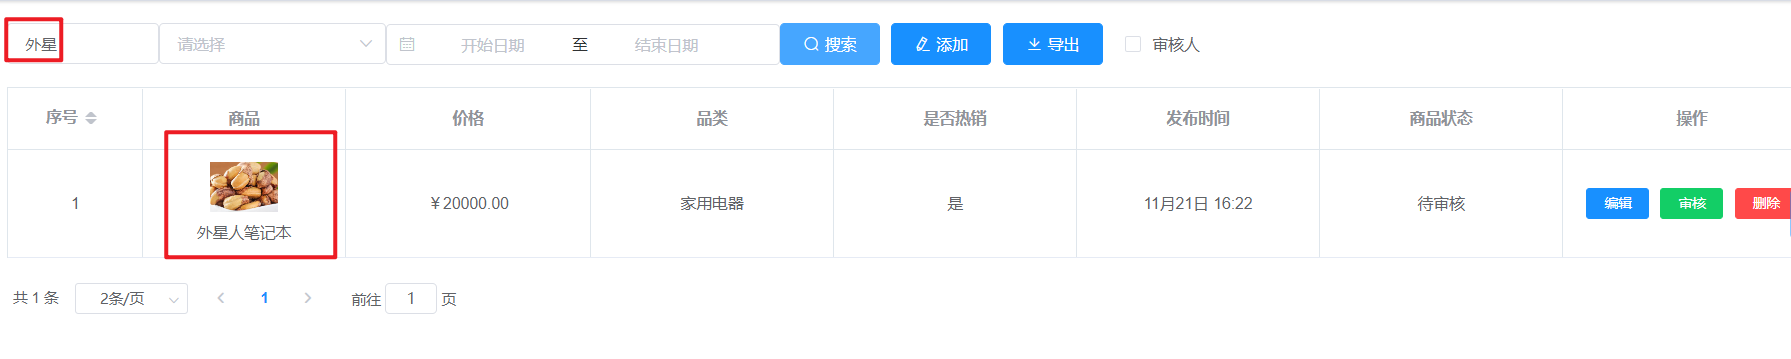 外星 请选择 开始日期 至 结束日期 搜索 添加 导出 审核人
序号 商品 价格 品类 是否热销 发布时间 商品状态 操作
1 ￥20000.00 家用电器 是 11月21日 16:22 待审核 编辑 审核 删除
外星人笔记本
共 1 条 2条/页 1 前往 1 页